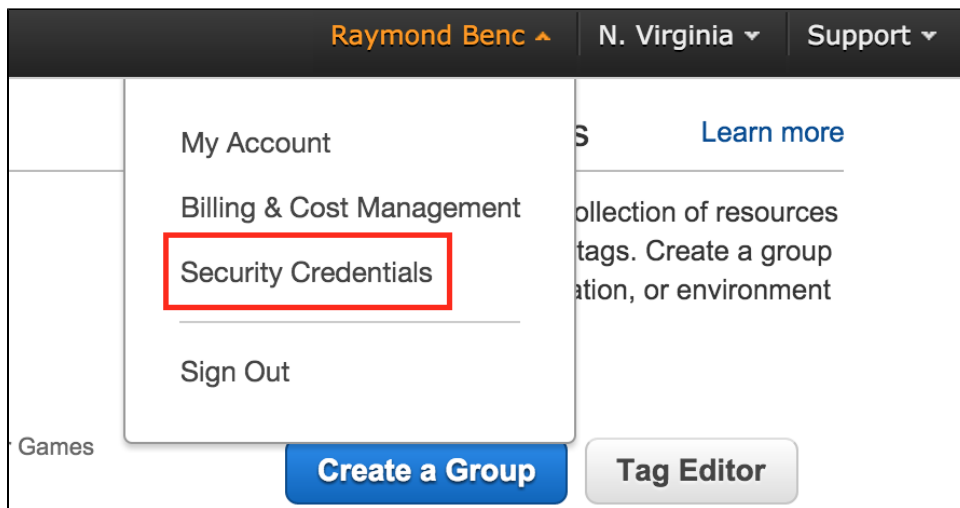 Raymond Benc N. Virginia Support
My Account
s Learn more
Billing & Cost Management
ollection of resources
tags. Create a group
Security Credentials
ation, or environment
Sign Out
Games
Create a Group Tag Editor